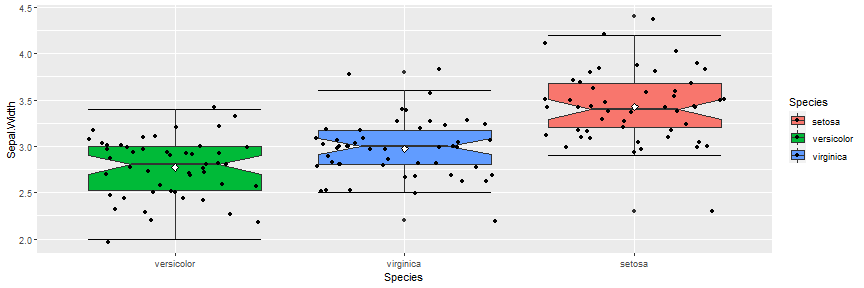 4.5
4.0
3.5
3.0
2.5
2.0
Sepal.Width
versicolor
virginica
setosa
Species
Species
setosa
versicolor
virginica